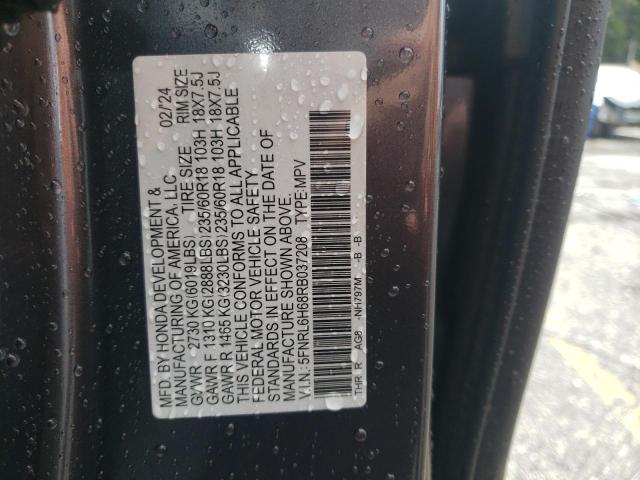 MFD. BY HONDA DEVELOPMENT & 02/'24
MANUFACTURING OF AMERICA, LLC
GVWR 2730 KG(6019LBS) TIRE SIZE RIM SIZE
GAWR F 1310 KG(2888LBS) 235/60R18 103H 18X7.5J
GAWR R 1465 KG(3230LBS) 235/60R18 103H 18X7.5J
THIS VEHICLE CONFORMS TO ALL APPLICABLE
FEDERAL MOTOR VEHICLE SAFETY
STANDARDS IN EFFECT ON THE DATE OF
MANUFACTURE SHOWN ABOVE.
V.I.N.: 5FNRL6H68RB037208 TYPE:MPV
THR R AG8 -NH797M -B -B